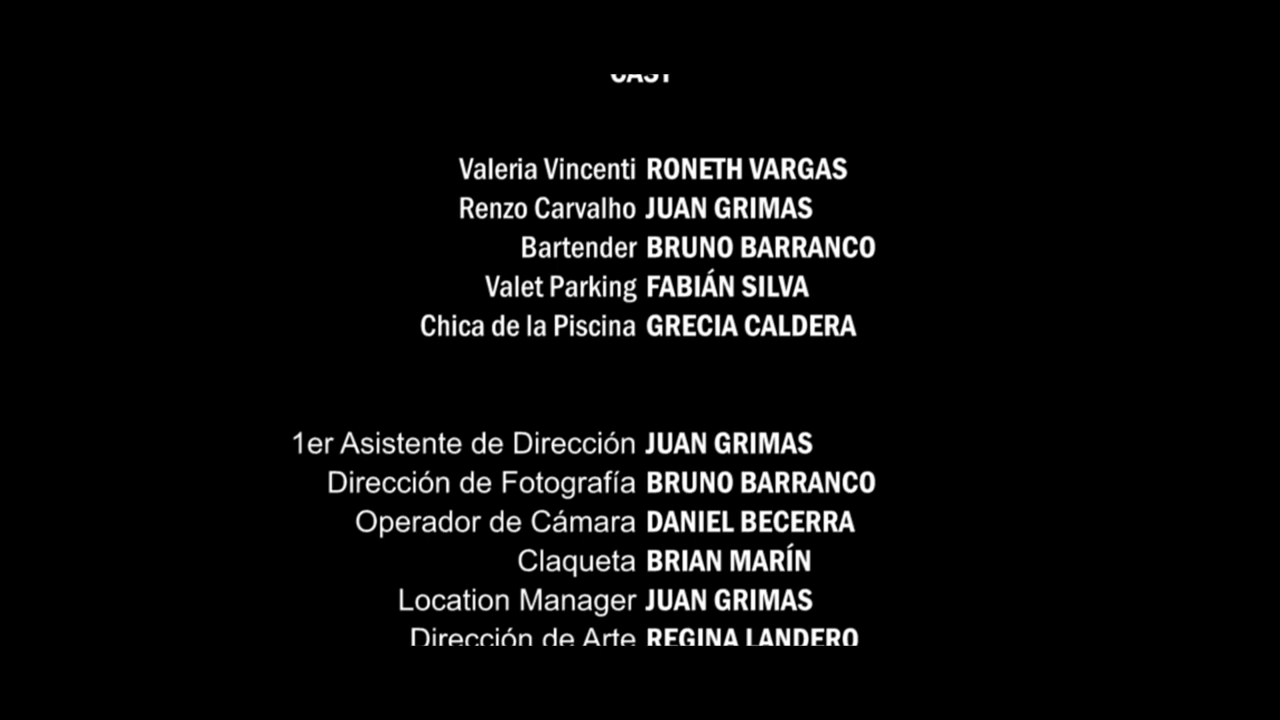 CAST
Valeria Vincenti RONETH VARGAS
Renzo Carvalho JUAN GRIMAS
Bartender BRUNO BARRANCO
Valet Parking FABIÁN SILVA
Chica de la Piscina GRECIA CALDERA
1er Asistente de Dirección JUAN GRIMAS
Dirección de Fotografía BRUNO BARRANCO
Operador de Cámara DANIEL BECERRA
Claqueta BRIAN MARÍN
Location Manager JUAN GRIMAS
Dirección de Arte REGINA LANDERO